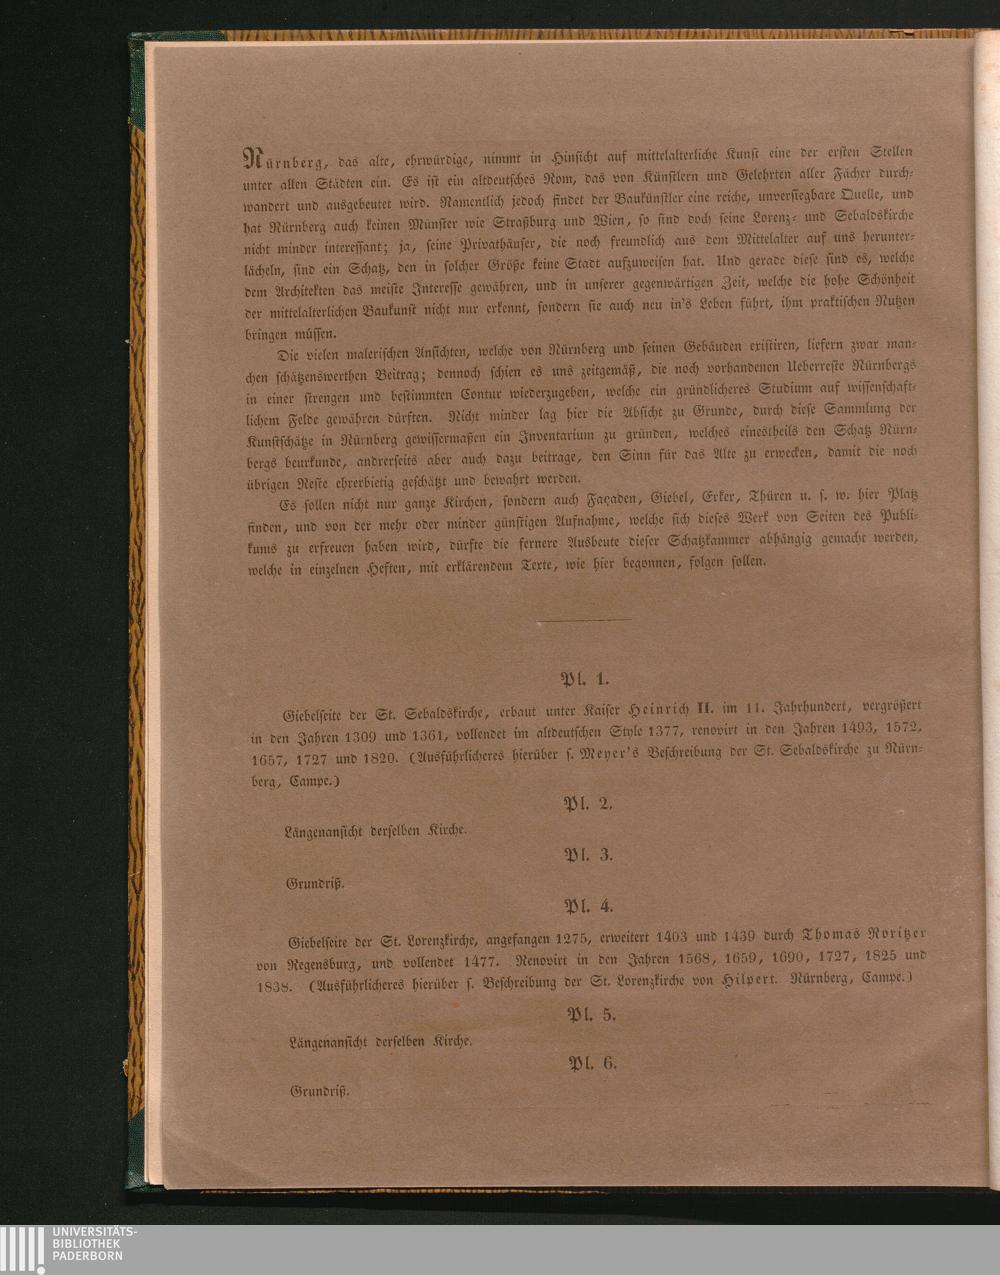 Nürnberg, das alte, ehrwürdige, nimmt in Hinsicht auf mittelalterliche Kunst eine der ersten Stellen
unter allen Städten ein. Es ist ein altdeutsches Rom, das von Künstlern und Gelehrten aller Fächer durch-
wandert und ausgebeutet wird. Namentlich jedoch findet der Baukünstler eine reiche, unversiegbare Quelle, und
hat Nürnberg auch keinen Münster wie Straßburg und Wien, so sind doch seine Lorenz- und Sebaldskirche
nicht minder interessant; ja, seine Privathäuser, die noch freundlich aus dem Mittelalter auf uns herunter-
lächeln, sind ein Schatz, den in solcher Größe keine Stadt aufzuweisen hat. Und gerade diese sind es, welche
dem Architekten das meiste Interesse gewähren, und in unserer gegenwärtigen Zeit, welche die hohe Schönheit
der mittelalterlichen Baukunst nicht nur erkennt, sondern sie auch neu in's Leben führt, ihm praktischen Nutzen
bringen müssen.
Die vielen malerischen Ansichten, welche von Nürnberg und seinen Gebäuden existiren, liefern zwar man-
chen schätzenswerthen Beitrag; dennoch schien es uns zeitgemäß, die noch vorhandenen Ueberreste Nürnbergs
in einer strengen und bestimmten Contur wiederzugeben, welche ein gründlicheres Studium auf wissenschaft-
lichem Felde gewähren dürften. Nicht minder lag hier die Absicht zu Grunde, durch diese Sammlung der
Kunstschätze in Nürnberg gewissermaßen ein Inventarium zu gründen, welches einestheils den Schatz Nürn-
bergs beurkunde, andrerseits aber auch dazu beitrage, den Sinn für das Alte zu erwecken, damit die noch
übrigen Reste ehrerbietig geschätzt und bewahrt werden.
Es sollen nicht nur ganze Kirchen, sondern auch Façaden, Giebel, Erker, Thüren u. s. w. hier Platz
finden, und von der mehr oder minder günstigen Aufnahme, welche sich dieses Werk von Seiten des Publi-
kums zu erfreuen haben wird, dürfte die fernere Ausbeute dieser Schatzkammer abhängig gemacht werden,
welche in einzelnen Heften, mit erklärendem Texte, wie hier begonnen, folgen sollen.
Pl. 1.
Giebelseite der St. Sebaldskirche, erbaut unter Kaiser Heinrich II. im 11. Jahrhundert, vergrößert
in den Jahren 1309 und 1361, vollendet im altdeutschen Style 1377, renovirt in den Jahren 1493, 1572,
1657, 1727 und 1820. (Ausführlicheres hierüber s. Meyer's Beschreibung der St. Sebaldskirche zu Nürn-
berg, Campe.)
Pl. 2.
Längenansicht derselben Kirche.
Pl. 3.
Grundriß.
Pl. 4.
Giebelseite der St. Lorenzkirche, angefangen 1275, erweitert 1403 und 1439 durch Thomas Roritzer
von Regensburg, und vollendet 1477. Renovirt in den Jahren 1568, 1659, 1690, 1727, 1825 und
1838. (Ausführlicheres hierüber s. Beschreibung der St. Lorenzkirche von Hilpert. Nürnberg, Campe.)
Pl. 5.
Längenansicht derselben Kirche.
Pl. 6.
Grundriß.
UNIVERSITÄTS-
BIBLIOTHEK
PADERBORN